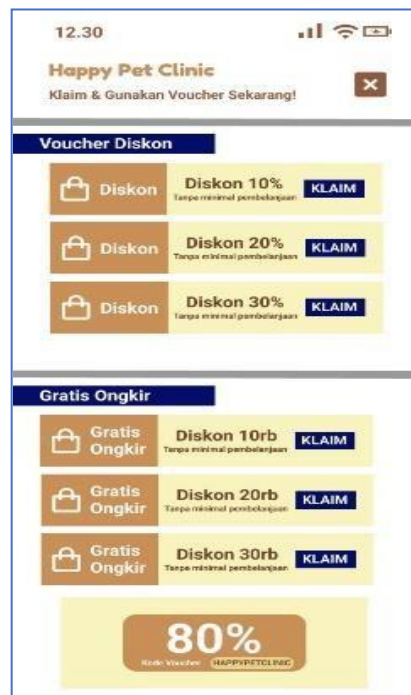 12.30
Happy Pet Clinic
Klaim & Gunakan Voucher Sekarang!
Voucher Diskon
Diskon
Diskon 10%
Tanpa minimal pembelanjaan
KLAIM
Diskon
Diskon 20%
Tanpa minimal pembelanjaan
KLAIM
Diskon
Diskon 30%
Tanpa minimal pembelanjaan
KLAIM
Gratis Ongkir
Gratis
Ongkir
Diskon 10rb
Tanpa minimal pembelanjaan
KLAIM
Gratis
Ongkir
Diskon 20rb
Tanpa minimal pembelanjaan
KLAIM
Gratis
Ongkir
Diskon 30rb
Tanpa minimal pembelanjaan
KLAIM
80%
Kode Voucher HAPPYPETCLINIC